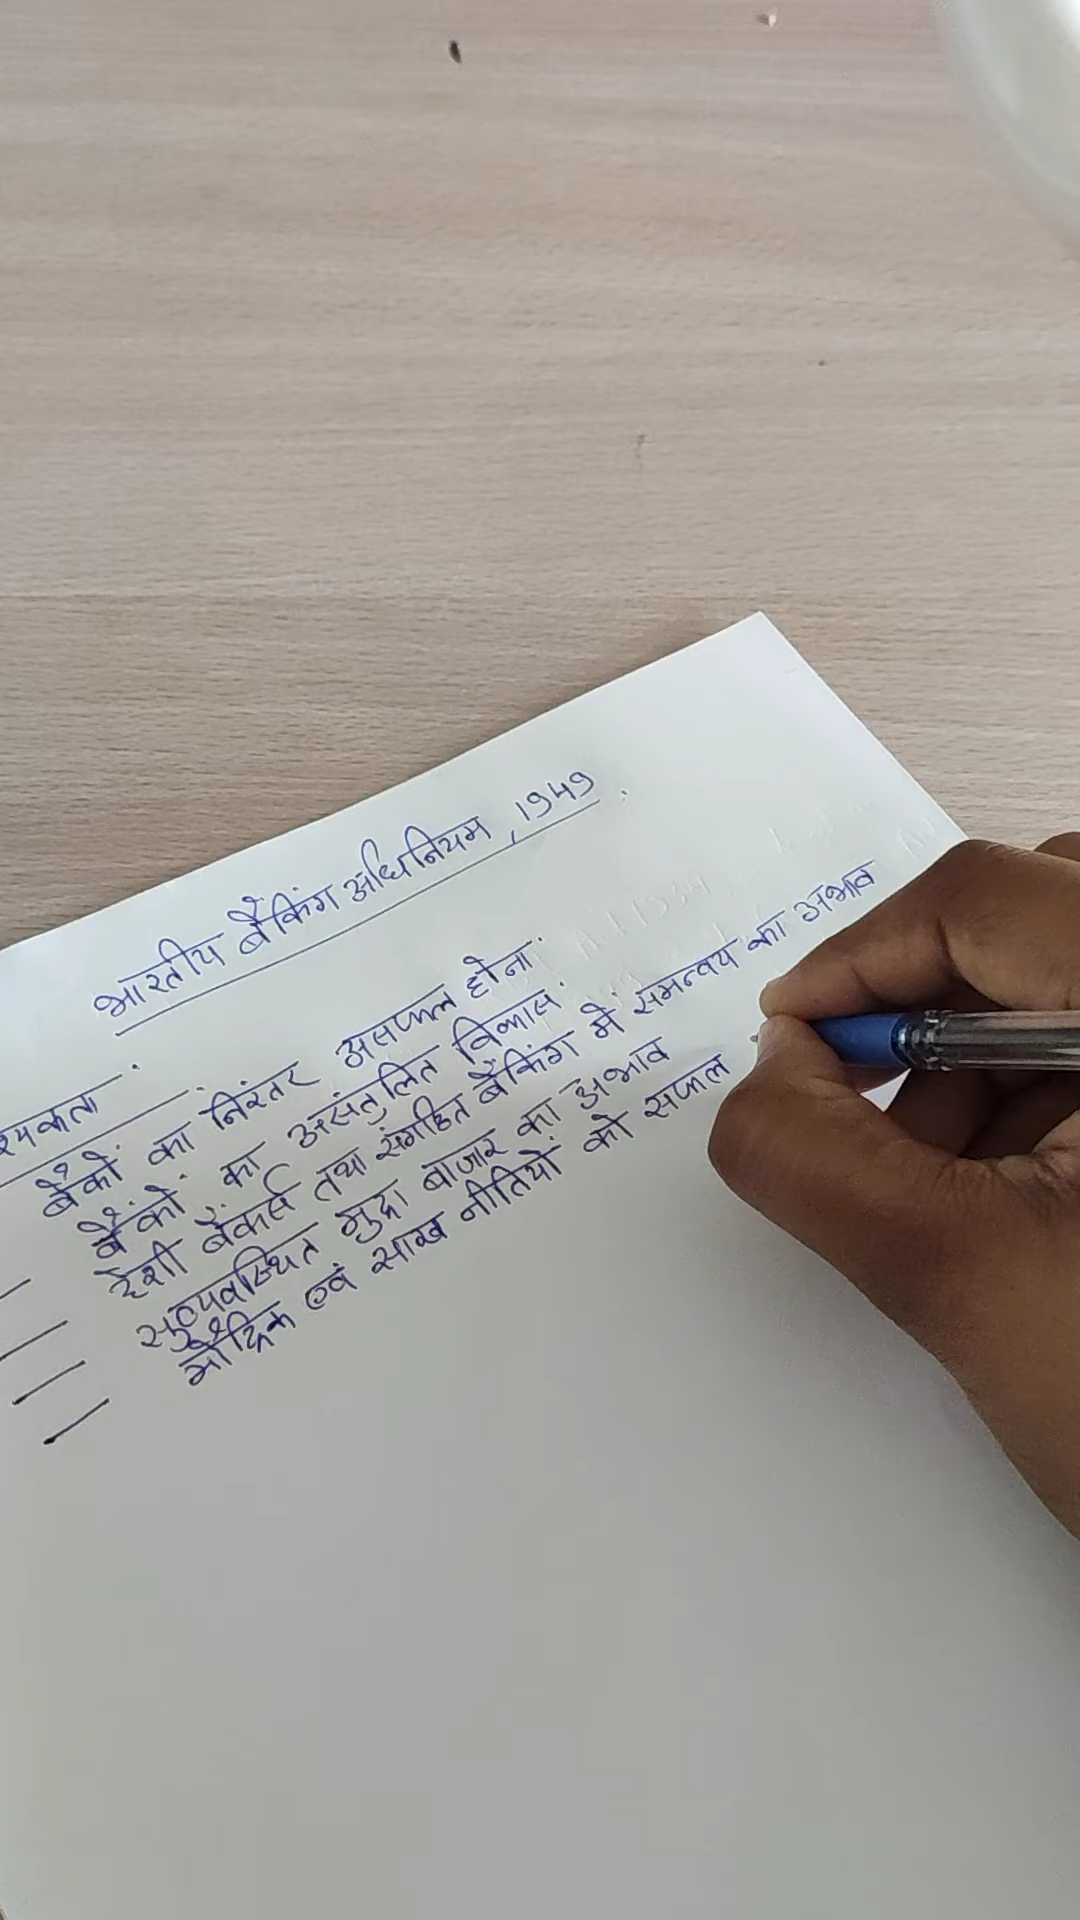 भारतीय बैंकिंग अधिनियम, 1949.
श्यकता :
बैंकों का निरंतर असफल होना.
बैंकों का असंतुलित विकास.
देशी बैंकर्स तथा संगठित बैंकिंग में समन्वय का अभाव
सुव्यवस्थित मुद्रा बाजार का अभाव
मौद्रिक एवं साख नीतियों को सफल